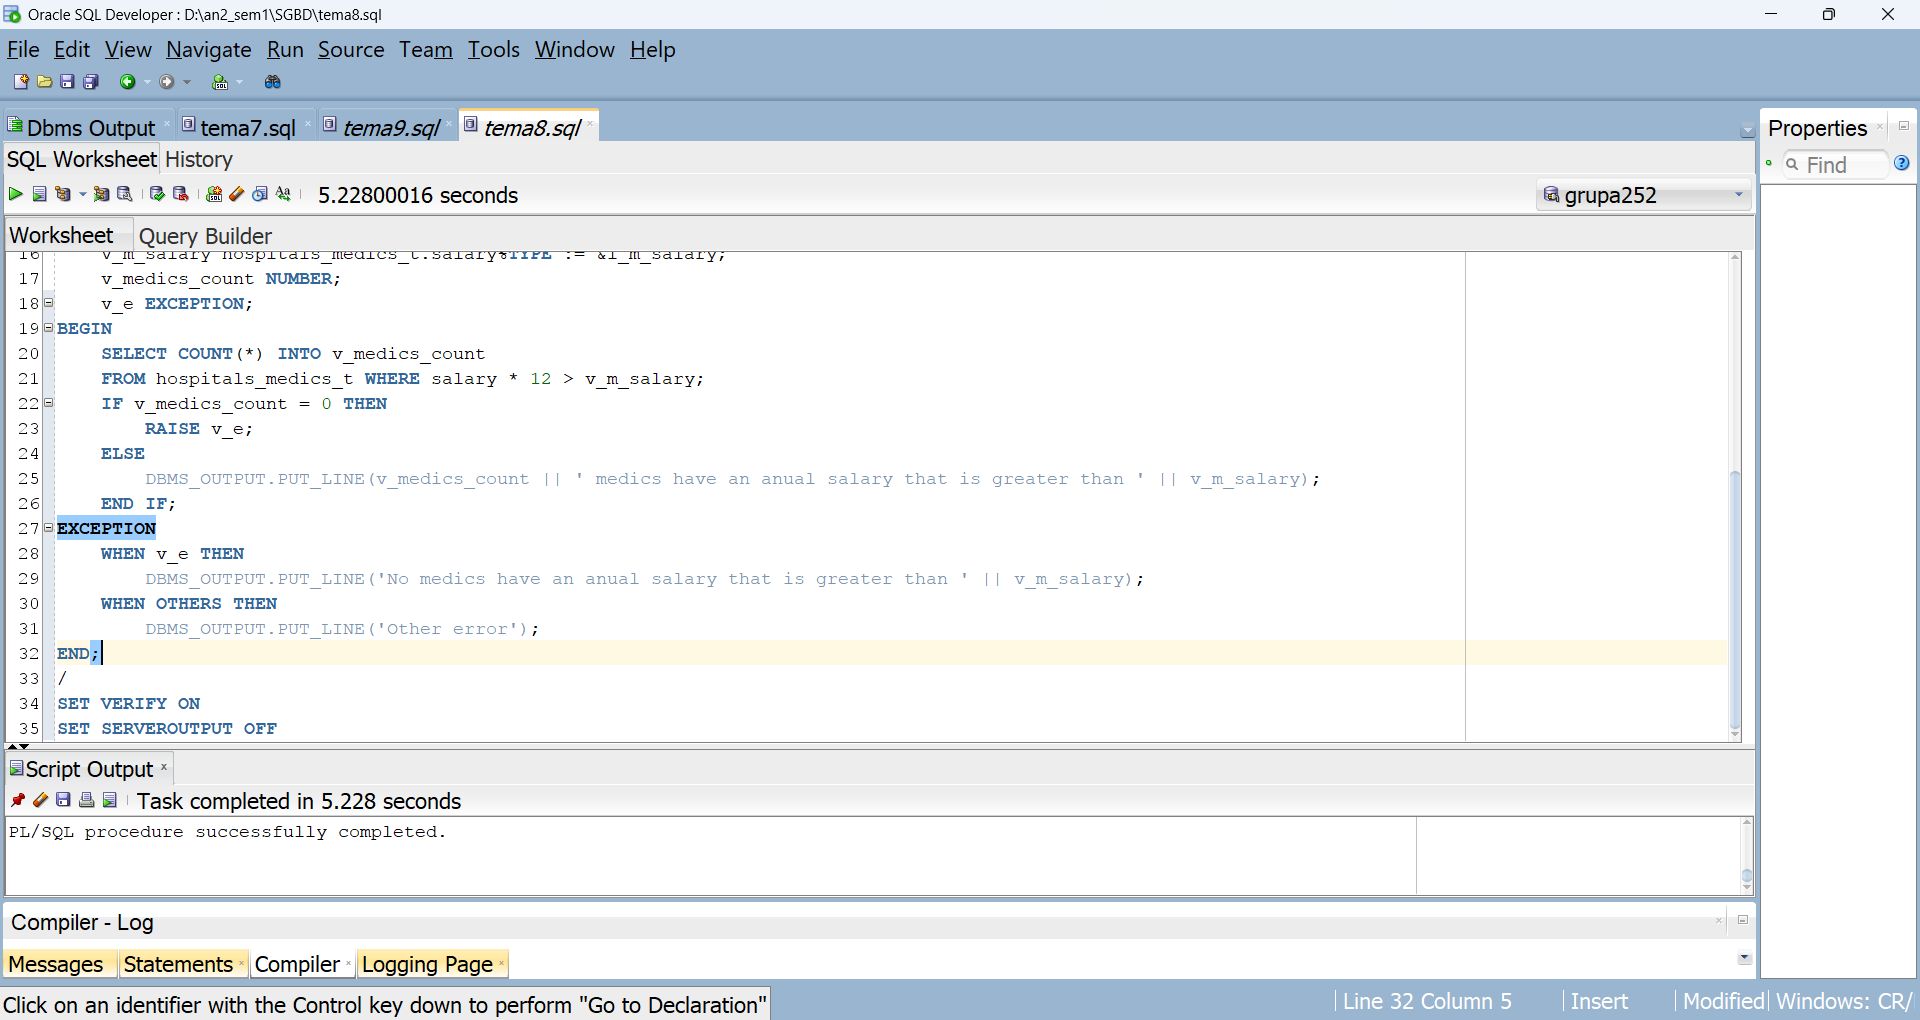 Oracle SQL Developer : D:\an2_sem1\SGBD\tema8.sql
File Edit View Navigate Run Source Team Tools Window Help
Dbms Output tema7.sql tema9.sql tema8.sql
Properties
SQL Worksheet History
Find
5.22800016 seconds
grupa252
Worksheet Query Builder
16 v_m_salary hospitals_medics_t.salary%TYPE := &i_m_salary;
17 v_medics_count NUMBER;
18 v_e EXCEPTION;
19 BEGIN
20 SELECT COUNT(*) INTO v_medics_count
21 FROM hospitals_medics_t WHERE salary * 12 > v_m_salary;
22 IF v_medics_count = 0 THEN
23 RAISE v_e;
24 ELSE
25 DBMS_OUTPUT.PUT_LINE(v_medics_count || ' medics have an anual salary that is greater than ' || v_m_salary);
26 END IF;
27 EXCEPTION
28 WHEN v_e THEN
29 DBMS_OUTPUT.PUT_LINE('No medics have an anual salary that is greater than ' || v_m_salary);
30 WHEN OTHERS THEN
31 DBMS_OUTPUT.PUT_LINE('Other error');
32 END;
33 /
34 SET VERIFY ON
35 SET SERVEROUTPUT OFF
Script Output
Task completed in 5.228 seconds
PL/SQL procedure successfully completed.
Compiler - Log
Messages Statements Compiler Logging Page
Click on an identifier with the Control key down to perform "Go to Declaration"
Line 32 Column 5 Insert Modified Windows: CR/